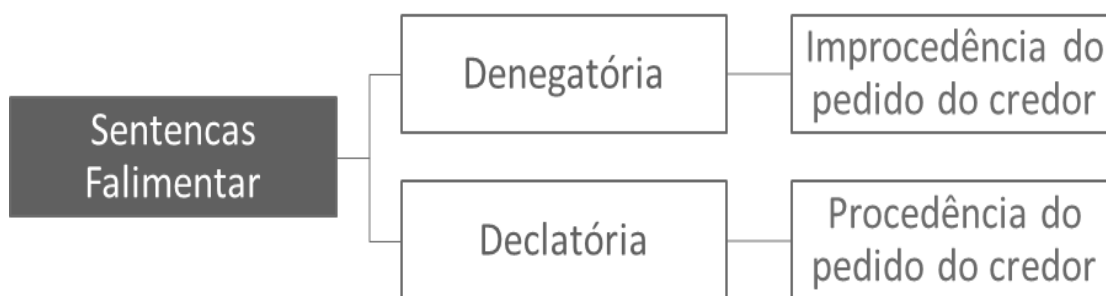 Sentencas
Falimentar
Denegatória
Improcedência do
pedido do credor
Declatória
Procedência do
pedido do credor